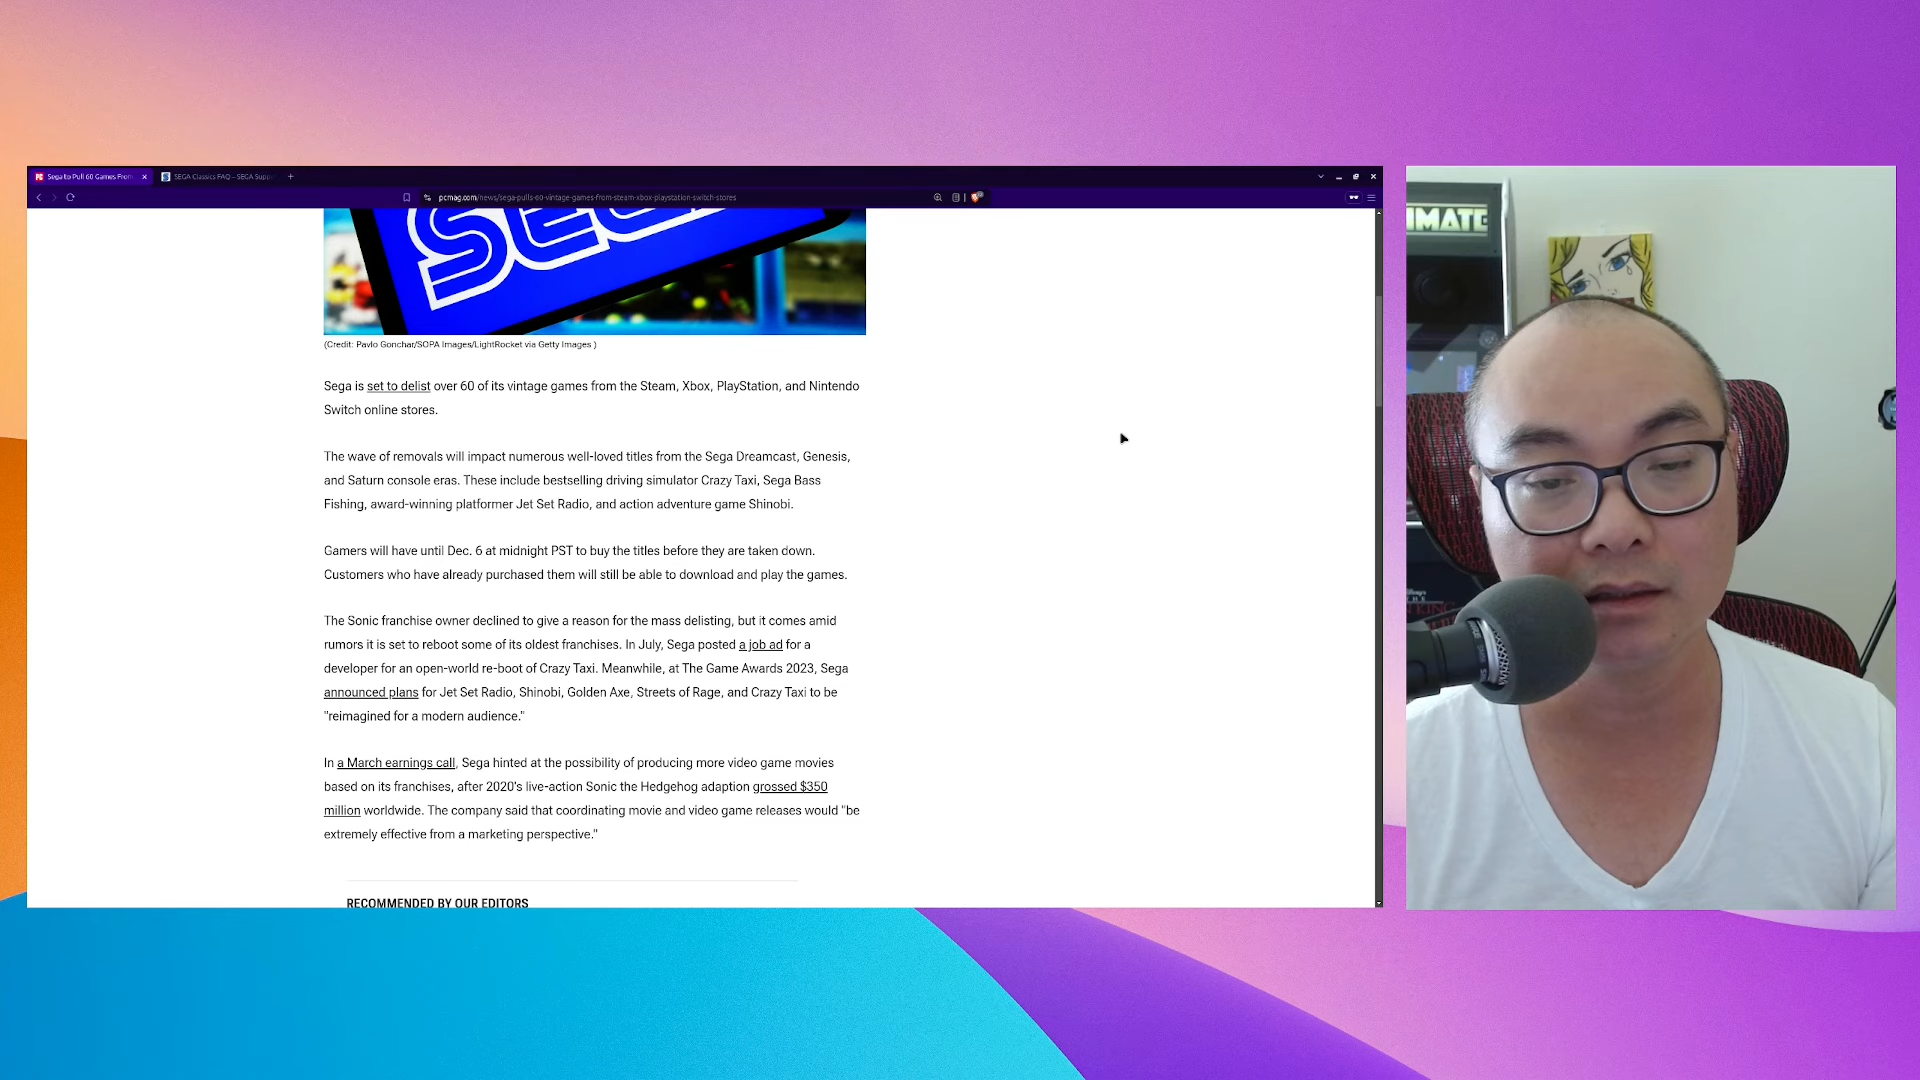 Sega to Pull 60 Games From
SEGA Classics FAQ – SEGA Supp
pcmag.com/news/sega-pulls-60-vintage-games-from-steam-xbox-playstation-switch-stores
SEGA
IMATE
(Credit: Pavlo Gonchar/SOPA Images/LightRocket via Getty Images )
Sega is set to delist over 60 of its vintage games from the Steam, Xbox, PlayStation, and Nintendo
Switch online stores.
The wave of removals will impact numerous well-loved titles from the Sega Dreamcast, Genesis,
and Saturn console eras. These include bestselling driving simulator Crazy Taxi, Sega Bass
Fishing, award-winning platformer Jet Set Radio, and action adventure game Shinobi.
Gamers will have until Dec. 6 at midnight PST to buy the titles before they are taken down.
Customers who have already purchased them will still be able to download and play the games.
The Sonic franchise owner declined to give a reason for the mass delisting, but it comes amid
rumors it is set to reboot some of its oldest franchises. In July, Sega posted a job ad for a
developer for an open-world re-boot of Crazy Taxi. Meanwhile, at The Game Awards 2023, Sega
announced plans for Jet Set Radio, Shinobi, Golden Axe, Streets of Rage, and Crazy Taxi to be
"reimagined for a modern audience."
In a March earnings call, Sega hinted at the possibility of producing more video game movies
based on its franchises, after 2020's live-action Sonic the Hedgehog adaption grossed $350
million worldwide. The company said that coordinating movie and video game releases would "be
extremely effective from a marketing perspective."
RECOMMENDED BY OUR EDITORS